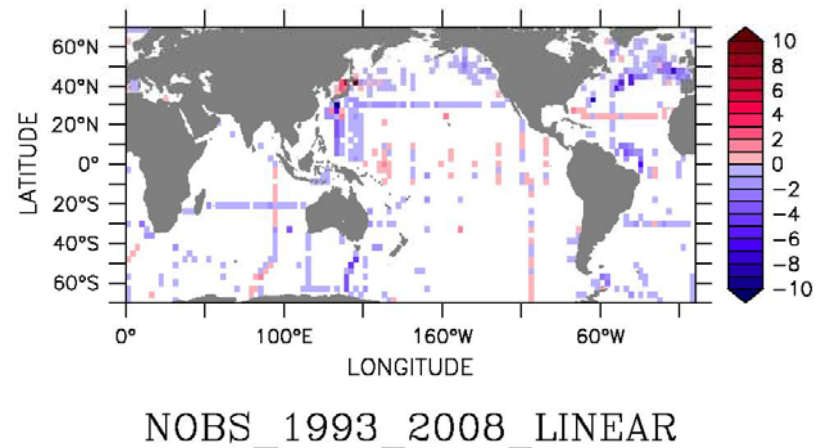 60°N
40°N
20°N
0°
20°S
40°S
60°S
LATITUDE
0° 100°E 160°W 60°W
LONGITUDE
10
8
6
4
2
0
−2
−4
−6
−8
−10
NOBS_1993_2008_LINEAR